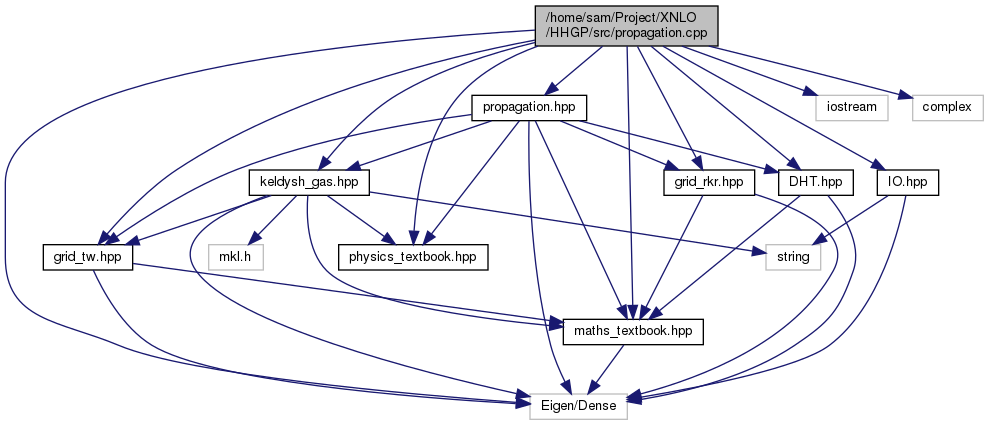 /home/sam/Project/XNLO
/HHGP/src/propagation.cpp
propagation.hpp
iostream
complex
keldysh_gas.hpp
grid_rkr.hpp
DHT.hpp
IO.hpp
grid_tw.hpp
mkl.h
physics_textbook.hpp
string
maths_textbook.hpp
Eigen/Dense